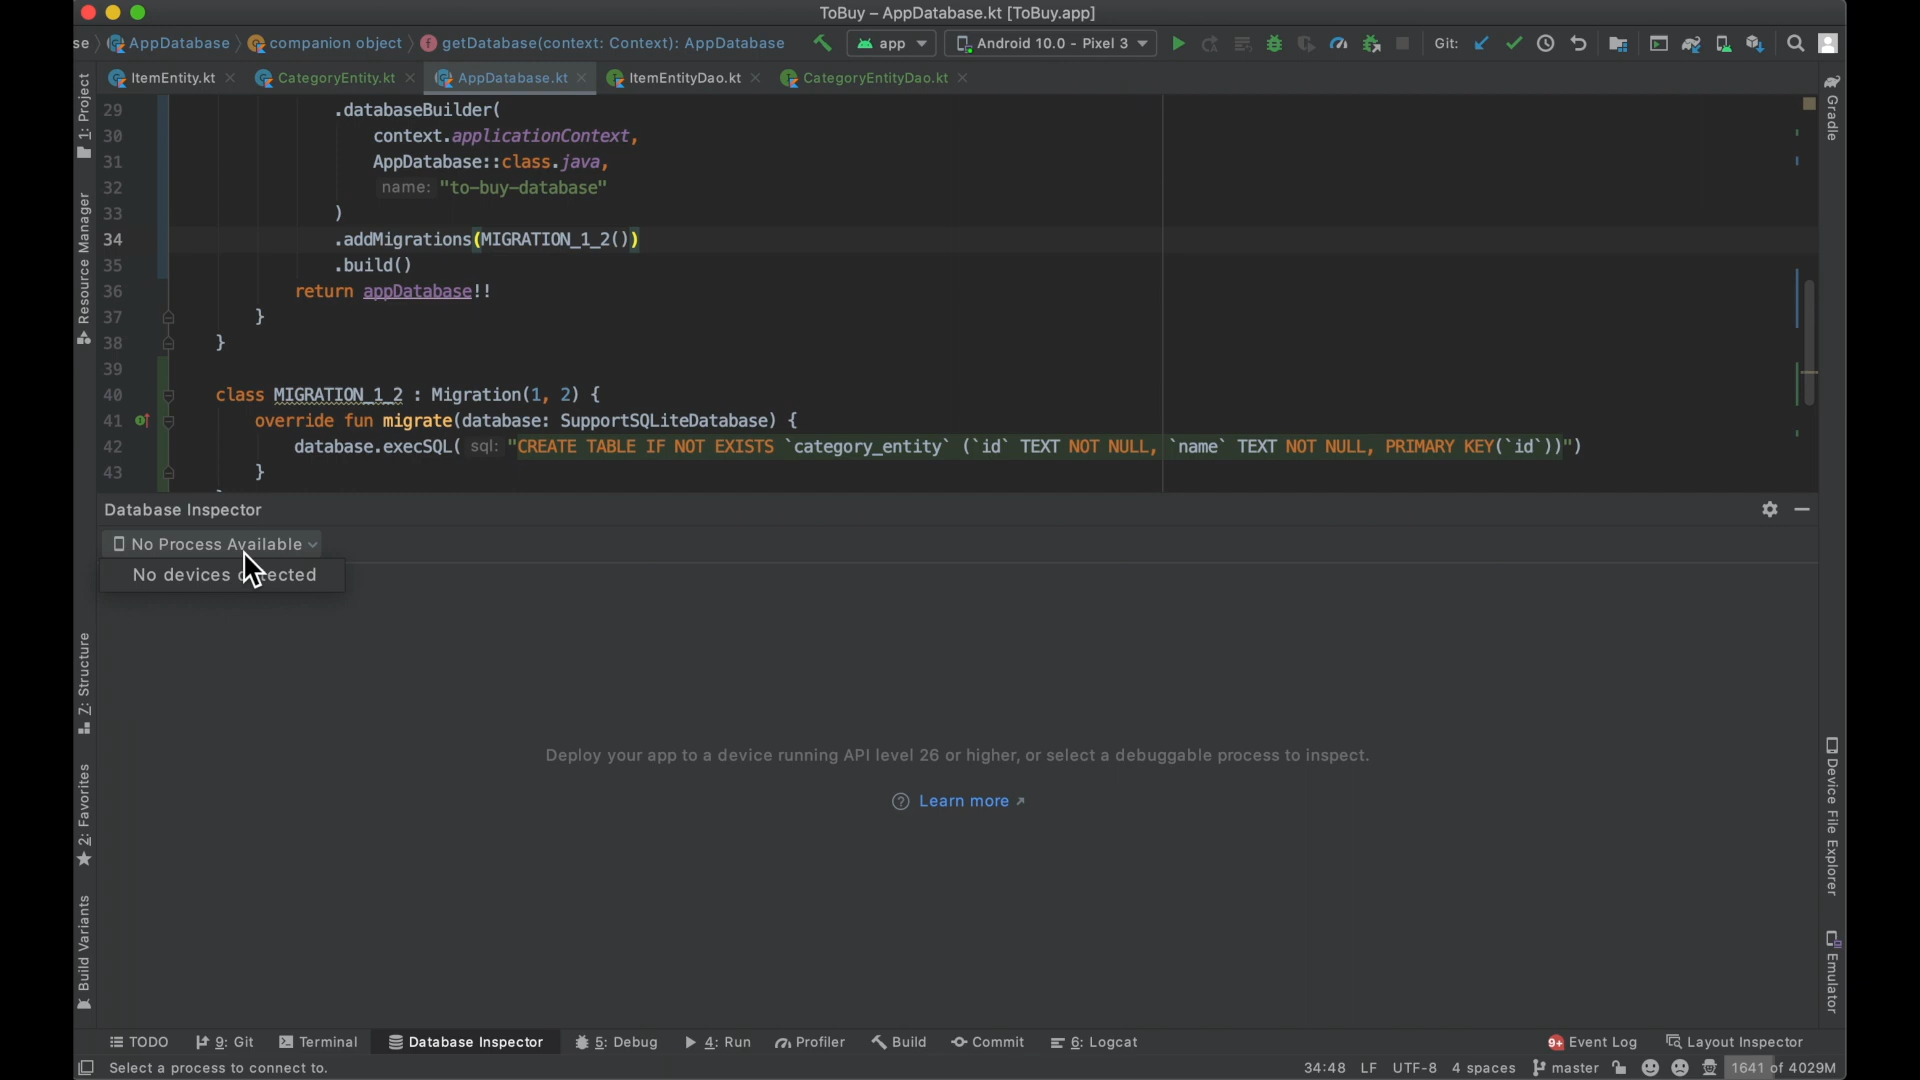 ToBuy – AppDatabase.kt [ToBuy.app]
se AppDatabase companion object getDatabase(context: Context): AppDatabase app Android 10.0 - Pixel 3 Git:
ItemEntity.kt CategoryEntity.kt AppDatabase.kt ItemEntityDao.kt CategoryEntityDao.kt
29 .databaseBuilder(
30 context.applicationContext,
31 AppDatabase::class.java,
32 name: "to-buy-database"
33 )
34 .addMigrations(MIGRATION_1_2())
35 .build()
36 return appDatabase!!
37 }
38 }
39
40 class MIGRATION_1_2 : Migration(1, 2) {
41 override fun migrate(database: SupportSQLiteDatabase) {
42 database.execSQL( sql: "CREATE TABLE IF NOT EXISTS `category_entity` (`id` TEXT NOT NULL, `name` TEXT NOT NULL, PRIMARY KEY(`id`))")
43 }
1: Project
Resource Manager
7: Structure
2: Favorites
Build Variants
Gradle
Device File Explorer
Emulator
Database Inspector
No Process Available
No devices detected
Deploy your app to a device running API level 26 or higher, or select a debuggable process to inspect.
? Learn more
TODO 9: Git Terminal Database Inspector 5: Debug 4: Run Profiler Build Commit 6: Logcat 9+ Event Log Layout Inspector
Select a process to connect to. 34:48 LF UTF-8 4 spaces master 1641 of 4029M